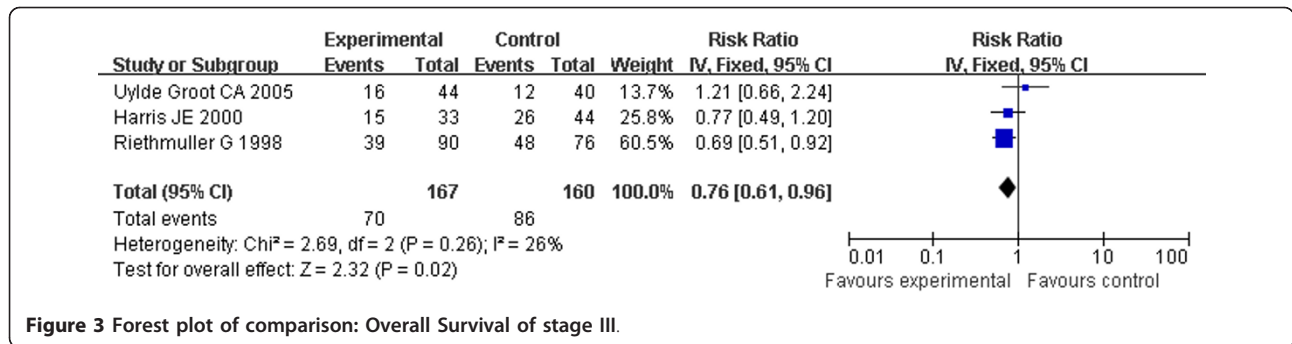 Experimental Control Risk Ratio Risk Ratio
Study or Subgroup Events Total Events Total Weight IV, Fixed, 95% CI IV, Fixed, 95% CI
Uylde Groot CA 2005 16 44 12 40 13.7% 1.21 [0.66, 2.24]
Harris JE 2000 15 33 26 44 25.8% 0.77 [0.49, 1.20]
Riethmuller G 1998 39 90 48 76 60.5% 0.69 [0.51, 0.92]
Total (95% CI) 167 160 100.0% 0.76 [0.61, 0.96]
Total events 70 86
Heterogeneity: Chi² = 2.69, df = 2 (P = 0.26); I² = 26%
Test for overall effect: Z = 2.32 (P = 0.02)
0.01 0.1 1 10 100
Favours experimental Favours control
Figure 3 Forest plot of comparison: Overall Survival of stage III.